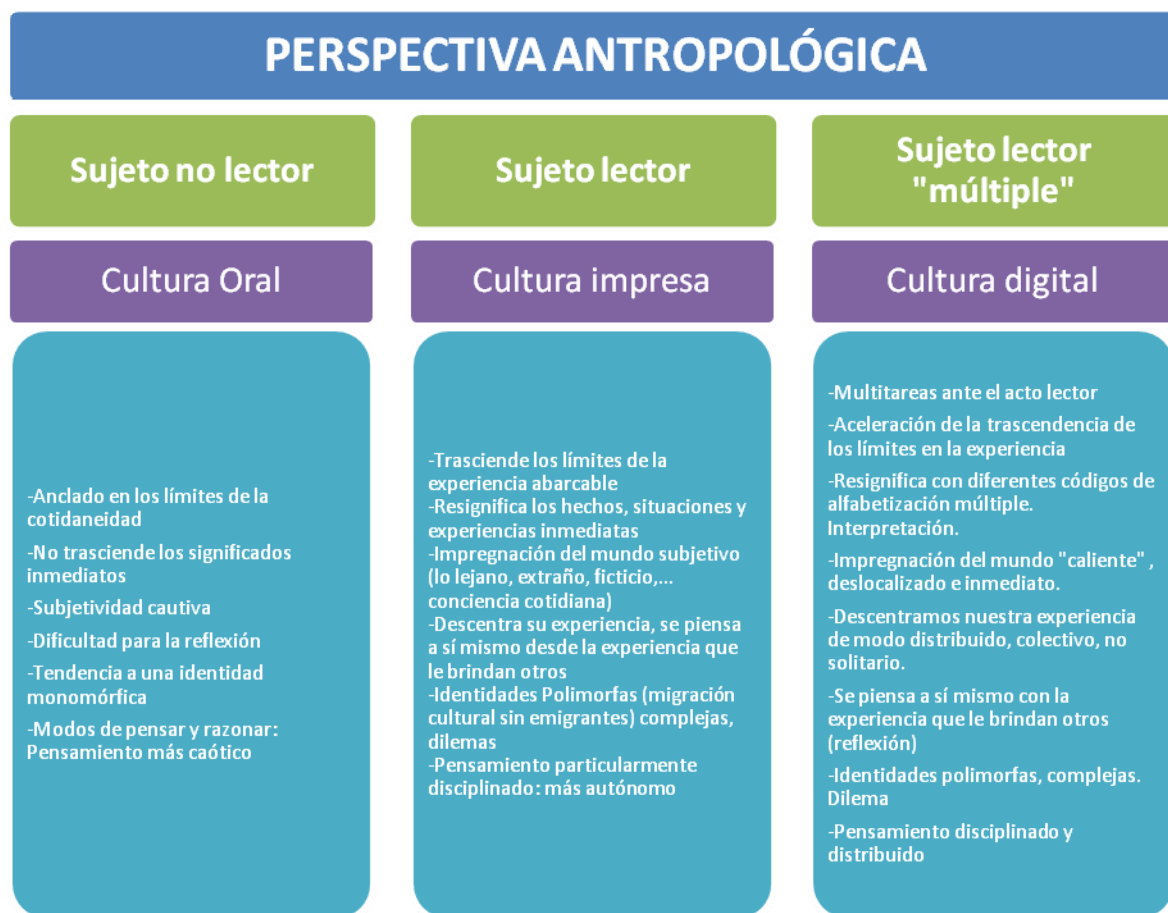 PERSPECTIVA ANTROPOLÓGICA
Sujeto no lector
Cultura Oral
-Anclado en los límites de la
cotidaneidad
-No trasciende los significados
inmediatos
-Subjetividad cautiva
-Dificultad para la reflexión
-Tendencia a una identidad
monomórfica
-Modos de pensar y razonar:
Pensamiento más caótico
Sujeto lector
Cultura impresa
-Trasciende los límites de la
experiencia abarcable
-Resignifica los hechos, situaciones y
experiencias inmediatas
-Impregnación del mundo subjetivo
(lo lejano, extraño, ficticio,...
conciencia cotidiana)
-Descentra su experiencia, se piensa
a sí mismo desde la experiencia que
le brindan otros
-Identidades Polimorfas (migración
cultural sin emigrantes) complejas,
dilemas
-Pensamiento particularmente
disciplinado: más autónomo
Sujeto lector
"múltiple"
Cultura digital
-Multitareas ante el acto lector
-Aceleración de la trascendencia de
los límites en la experiencia
-Resignifica con diferentes códigos de
alfabetización múltiple.
Interpretación.
-Impregnación del mundo "caliente" ,
deslocalizado e inmediato.
-Descentramos nuestra experiencia
de modo distribuido, colectivo, no
solitario.
-Se piensa a sí mismo con la
experiencia que le brindan otros
(reflexión)
-Identidades polimorfas, complejas.
Dilema
-Pensamiento disciplinado y
distribuido